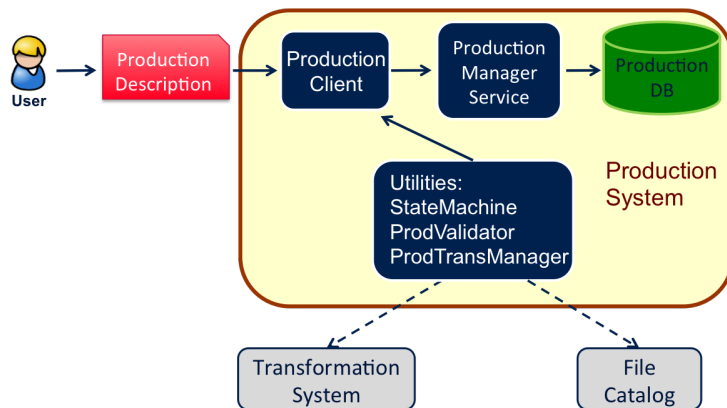 User
Production
Description
Production
Client
Production
Manager
Service
Production
DB
Utilities:
StateMachine
ProdValidator
ProdTransManager
Production
System
Transformation
System
File
Catalog